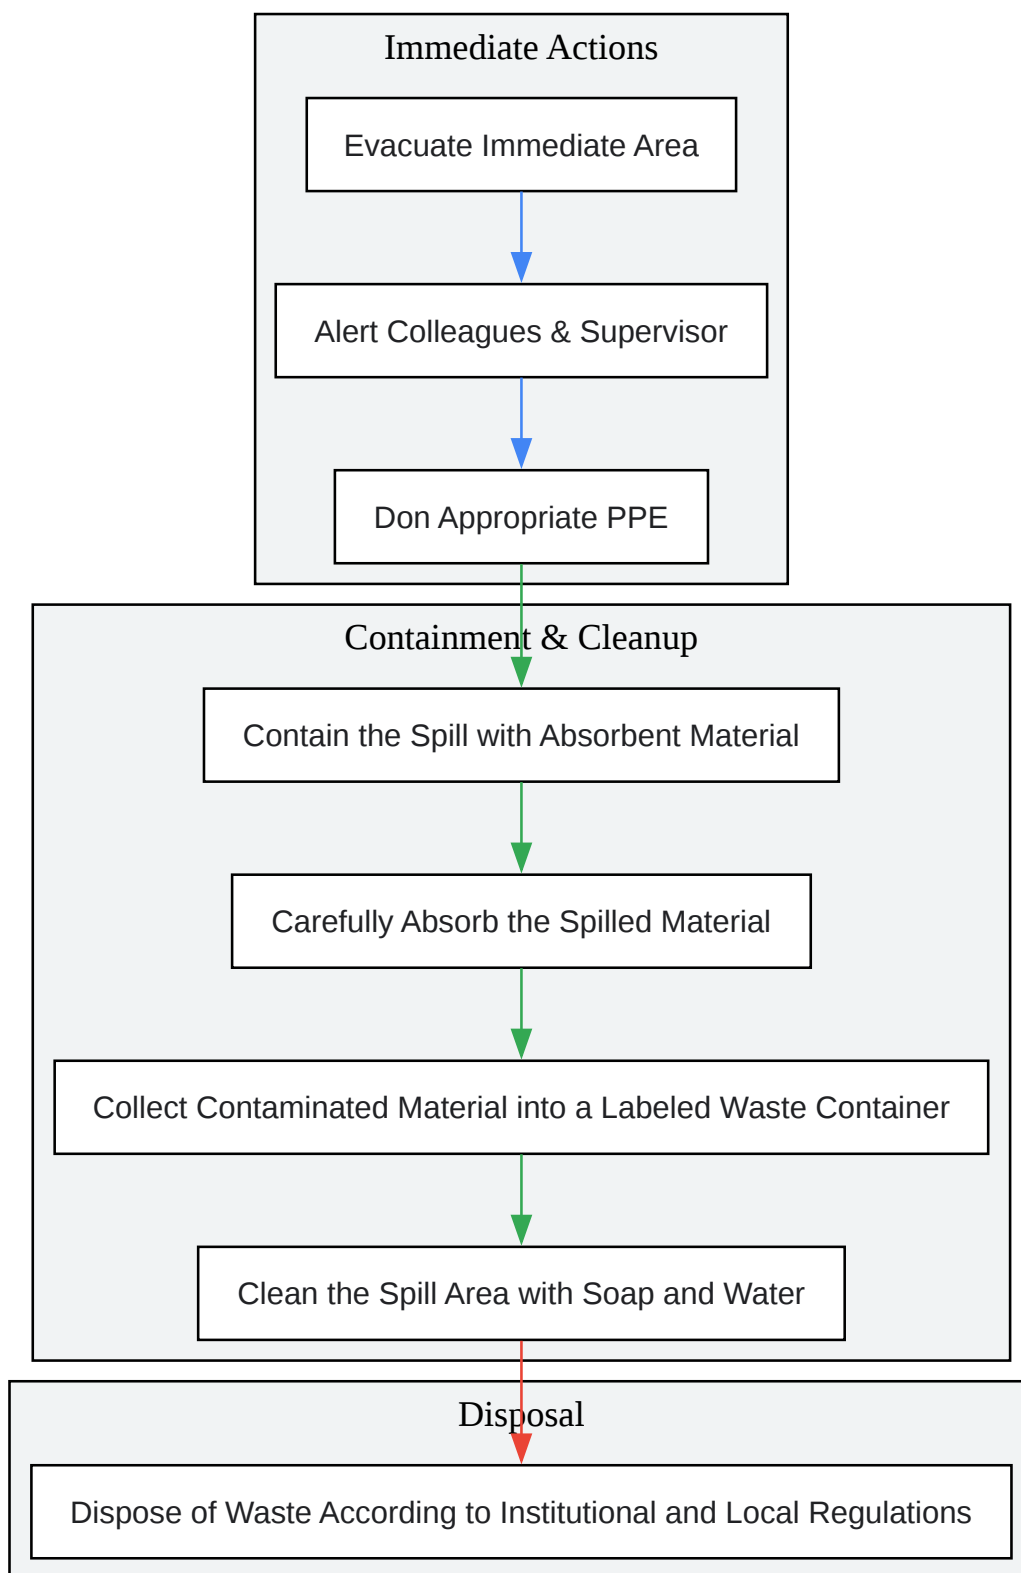 Immediate Actions
Evacuate Immediate Area
Alert Colleagues & Supervisor
Don Appropriate PPE
Containment & Cleanup
Contain the Spill with Absorbent Material
Carefully Absorb the Spilled Material
Collect Contaminated Material into a Labeled Waste Container
Clean the Spill Area with Soap and Water
Disposal
Dispose of Waste According to Institutional and Local Regulations